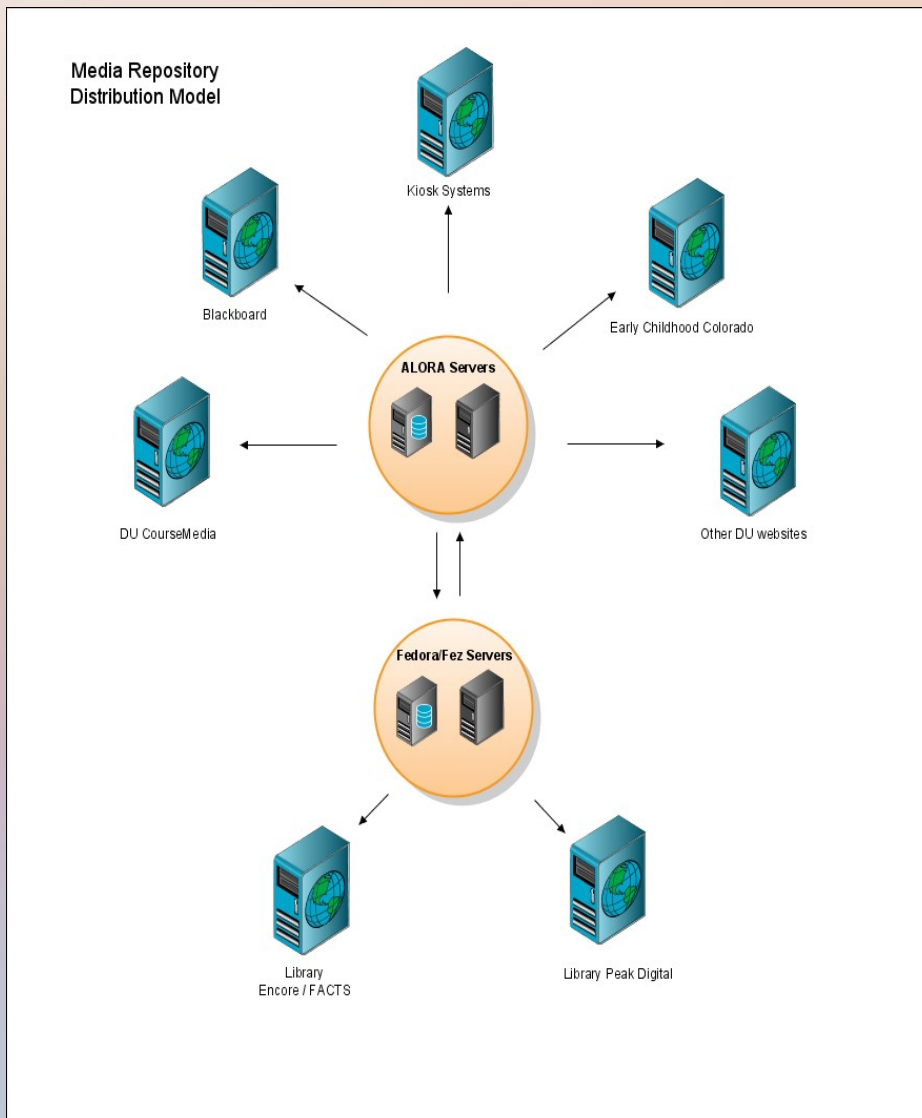 Media Repository
Distribution Model
Kiosk Systems
Blackboard
Early Childhood Colorado
ALORA Servers
DU CourseMedia
Other DU websites
Fedora/Fez Servers
Library
Encore / FACTS
Library Peak Digital